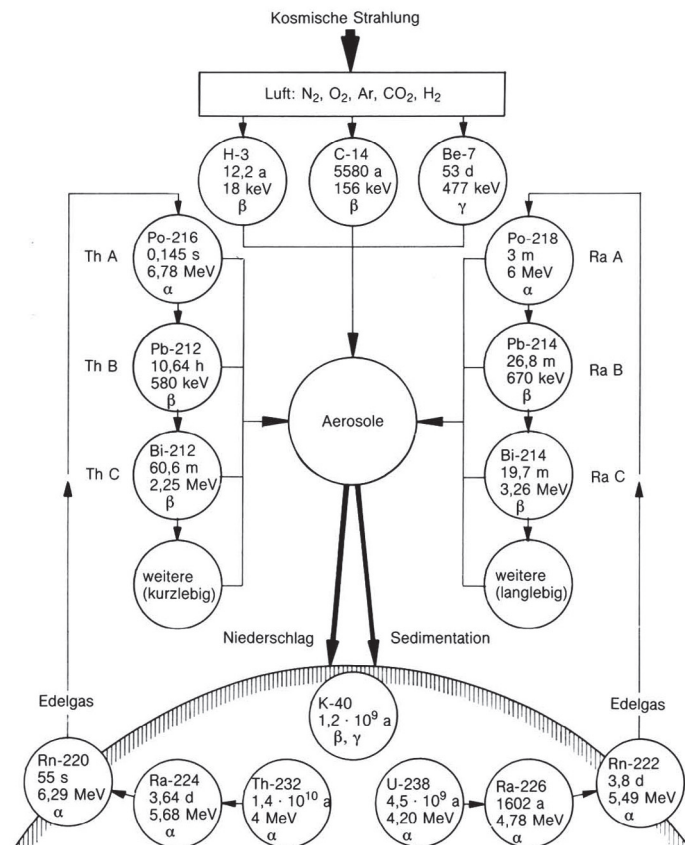 Kosmische Strahlung
Luft: N₂, O₂, Ar, CO₂, H₂
H-3
12,2 a
18 keV
β
C-14
5580 a
156 keV
β
Be-7
53 d
477 keV
γ
Th A
Po-216
0,145 s
6,78 MeV
α
Th B
Pb-212
10,64 h
580 keV
β
Th C
Bi-212
60,6 m
2,25 MeV
β
weitere
(kurzlebig)
Aerosole
Po-218
3 m
6 MeV
α
Ra A
Pb-214
26,8 m
670 keV
β
Ra B
Bi-214
19,7 m
3,26 MeV
β
Ra C
weitere
(langlebig)
Niederschlag
Sedimentation
Edelgas
Edelgas
K-40
1,2 · 10⁹ a
β, γ
Rn-220
55 s
6,29 MeV
α
Ra-224
3,64 d
5,68 MeV
α
Th-232
1,4 · 10¹⁰ a
4 MeV
α
U-238
4,5 · 10⁹ a
4,20 MeV
α
Ra-226
1602 a
4,78 MeV
α
Rn-222
3,8 d
5,49 MeV
α